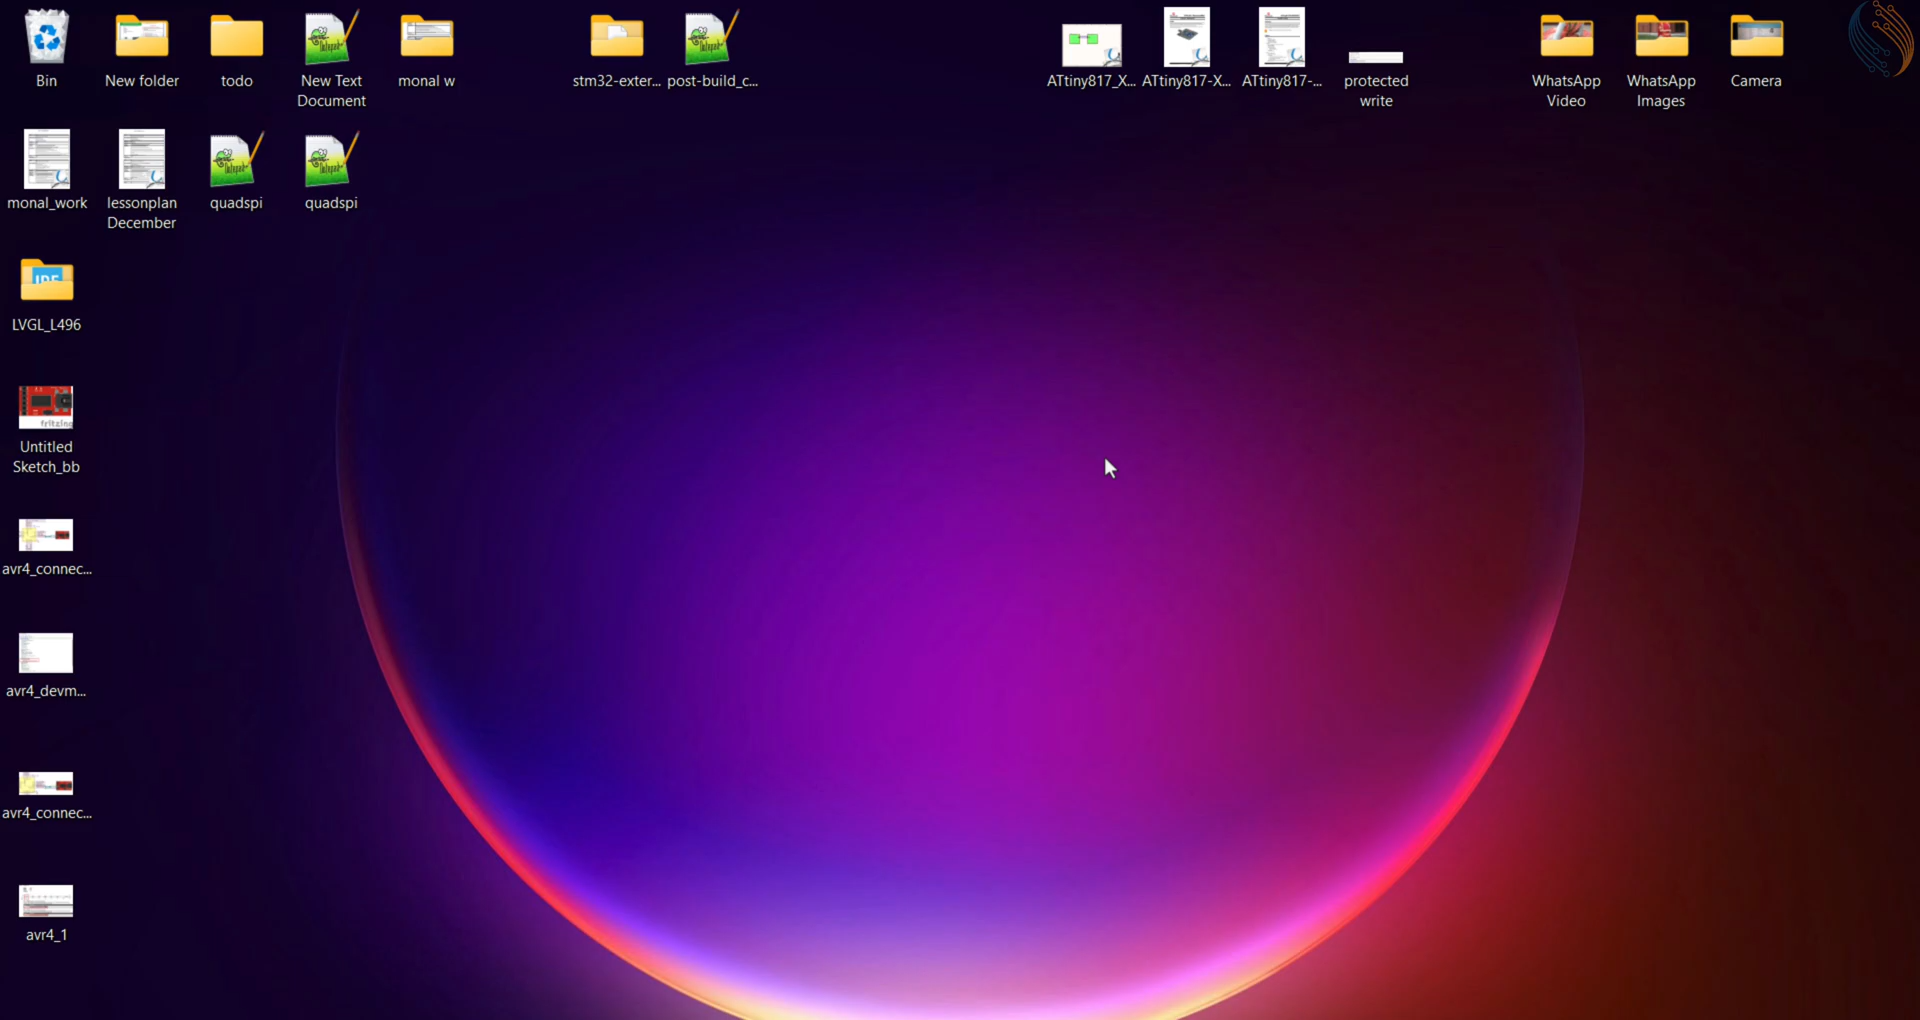 Bin
New folder
todo
New Text
Document
monal w
stm32-exter...
post-build_c...
ATtiny817_X...
ATtiny817-X...
ATtiny817-...
protected
write
WhatsApp
Video
WhatsApp
Images
Camera
monal_work
lessonplan
December
quadspi
quadspi
LVGL_L496
Untitled
Sketch_bb
avr4_connec...
avr4_devm...
avr4_connec...
avr4_1